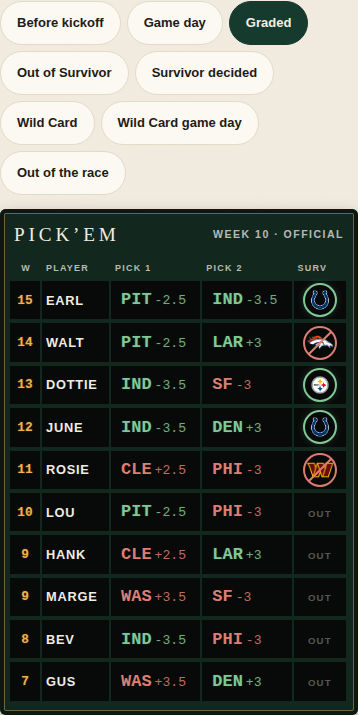 Before kickoff Game day Graded
Out of Survivor Survivor decided
Wild Card Wild Card game day
Out of the race
PICK’EM WEEK 10 · OFFICIAL
W PLAYER PICK 1 PICK 2 SURV
15 EARL PIT -2.5 IND -3.5
14 WALT PIT -2.5 LAR +3
13 DOTTIE IND -3.5 SF -3
12 JUNE IND -3.5 DEN +3
11 ROSIE CLE +2.5 PHI -3
10 LOU PIT -2.5 PHI -3 OUT
9 HANK CLE +2.5 LAR +3 OUT
9 MARGE WAS +3.5 SF -3 OUT
8 BEV IND -3.5 PHI -3 OUT
7 GUS WAS +3.5 DEN +3 OUT